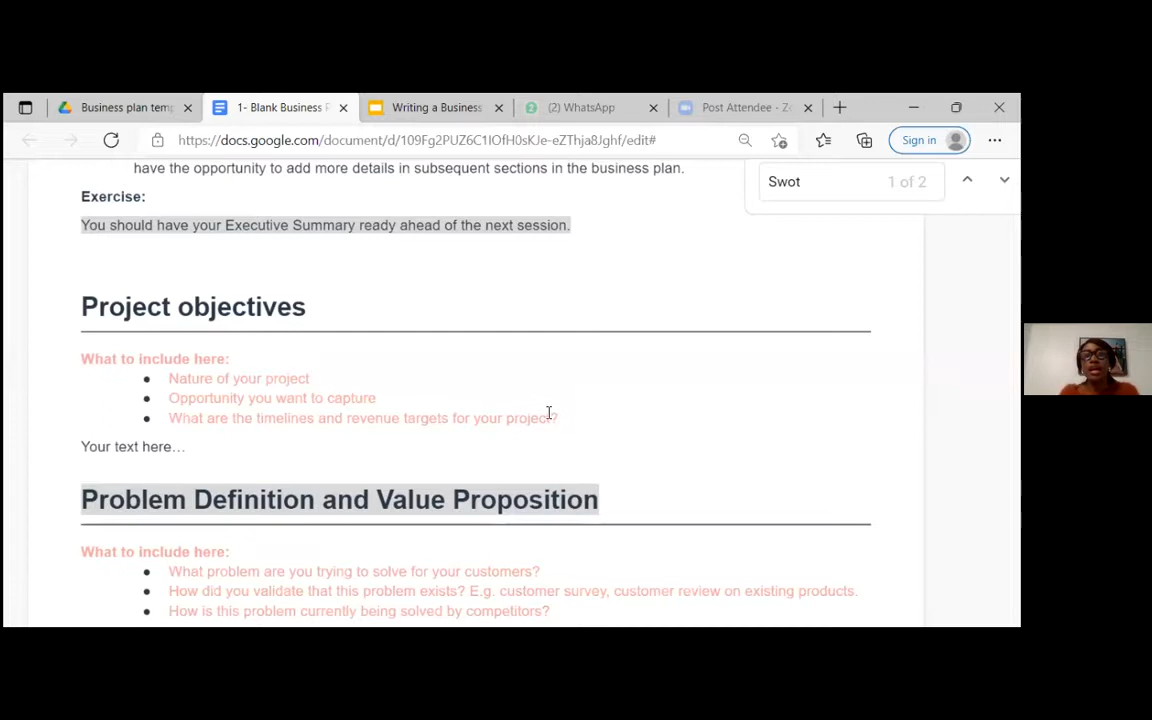 Business plan tem
1- Blank Business P
Writing a Business
(2) WhatsApp
Post Attendee - Zo
https://docs.google.com/document/d/109Fg2PUZ6C1IOfH0sKJe-eZThja8Jghf/edit#
Sign in
have the opportunity to add more details in subsequent sections in the business plan.
Swot 1 of 2
Exercise:
You should have your Executive Summary ready ahead of the next session.
Project objectives
What to include here:
● Nature of your project
● Opportunity you want to capture
● What are the timelines and revenue targets for your project?
Your text here…
Problem Definition and Value Proposition
What to include here:
● What problem are you trying to solve for your customers?
● How did you validate that this problem exists? E.g. customer survey, customer review on existing products.
● How is this problem currently being solved by competitors?